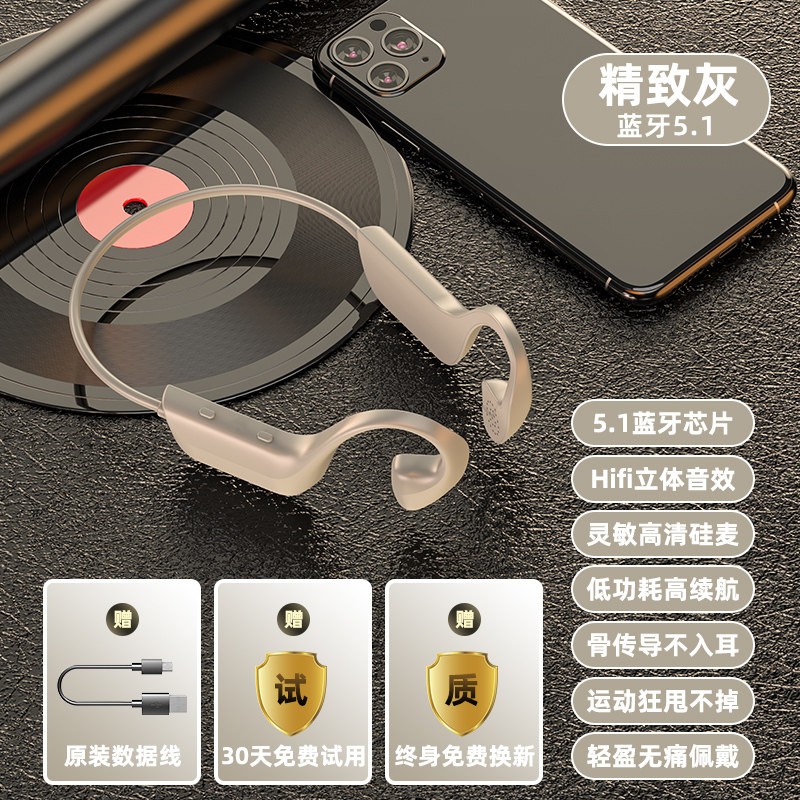 精致灰
蓝牙5.1
5.1蓝牙芯片
Hifi立体音效
灵敏高清硅麦
低功耗高续航
骨传导不入耳
运动狂甩不掉
轻盈无痛佩戴
赠
原装数据线
赠
试
30天免费试用
赠
质
终身免费换新